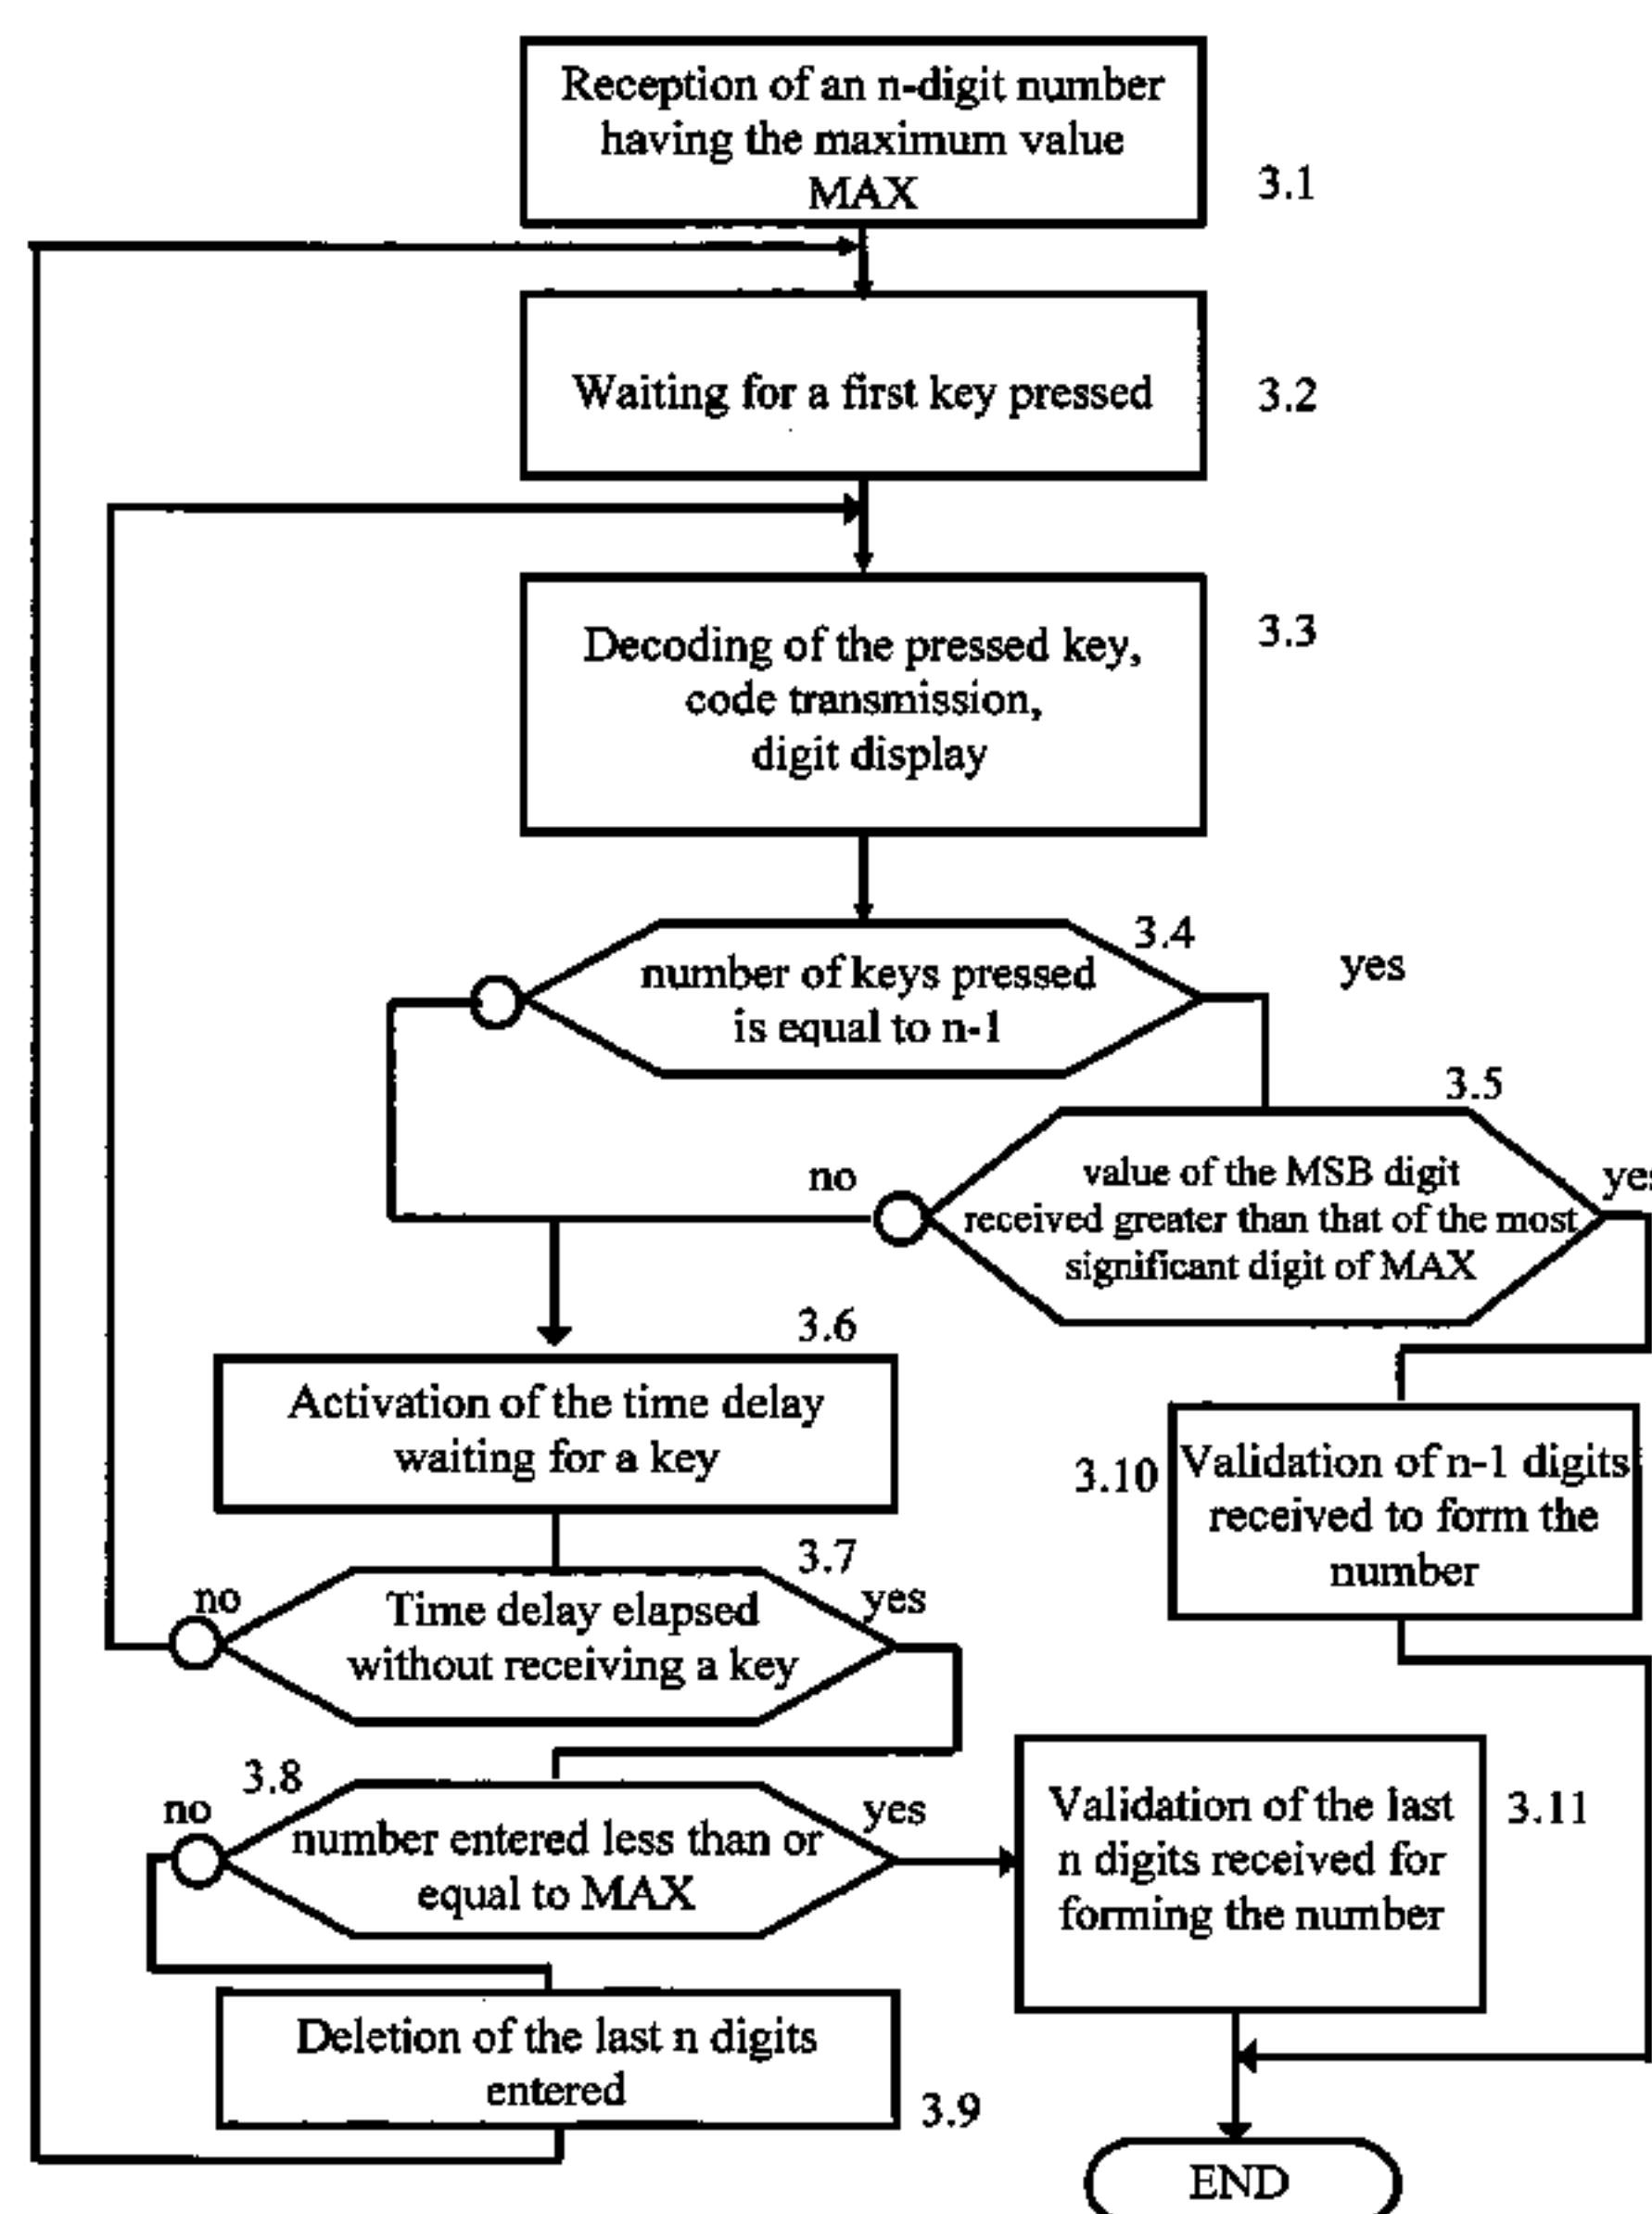 Reception of an n-digit number
having the maximum value
MAX
3.1
Waiting for a first key pressed
3.2
Decoding of the pressed key,
code transmission,
digit display
3.3
number of keys pressed
is equal to n-1
3.4
yes
3.5
value of the MSB digit
received greater than that of the most
significant digit of MAX
no
yes
3.6
Activation of the time delay
waiting for a key
3.10
Validation of n-1 digits
received to form the
number
3.7
no
Time delay elapsed
without receiving a key
yes
3.8
no
number entered less than or
equal to MAX
yes
Validation of the last
n digits received for
forming the number
3.11
Deletion of the last n digits
entered
3.9
END